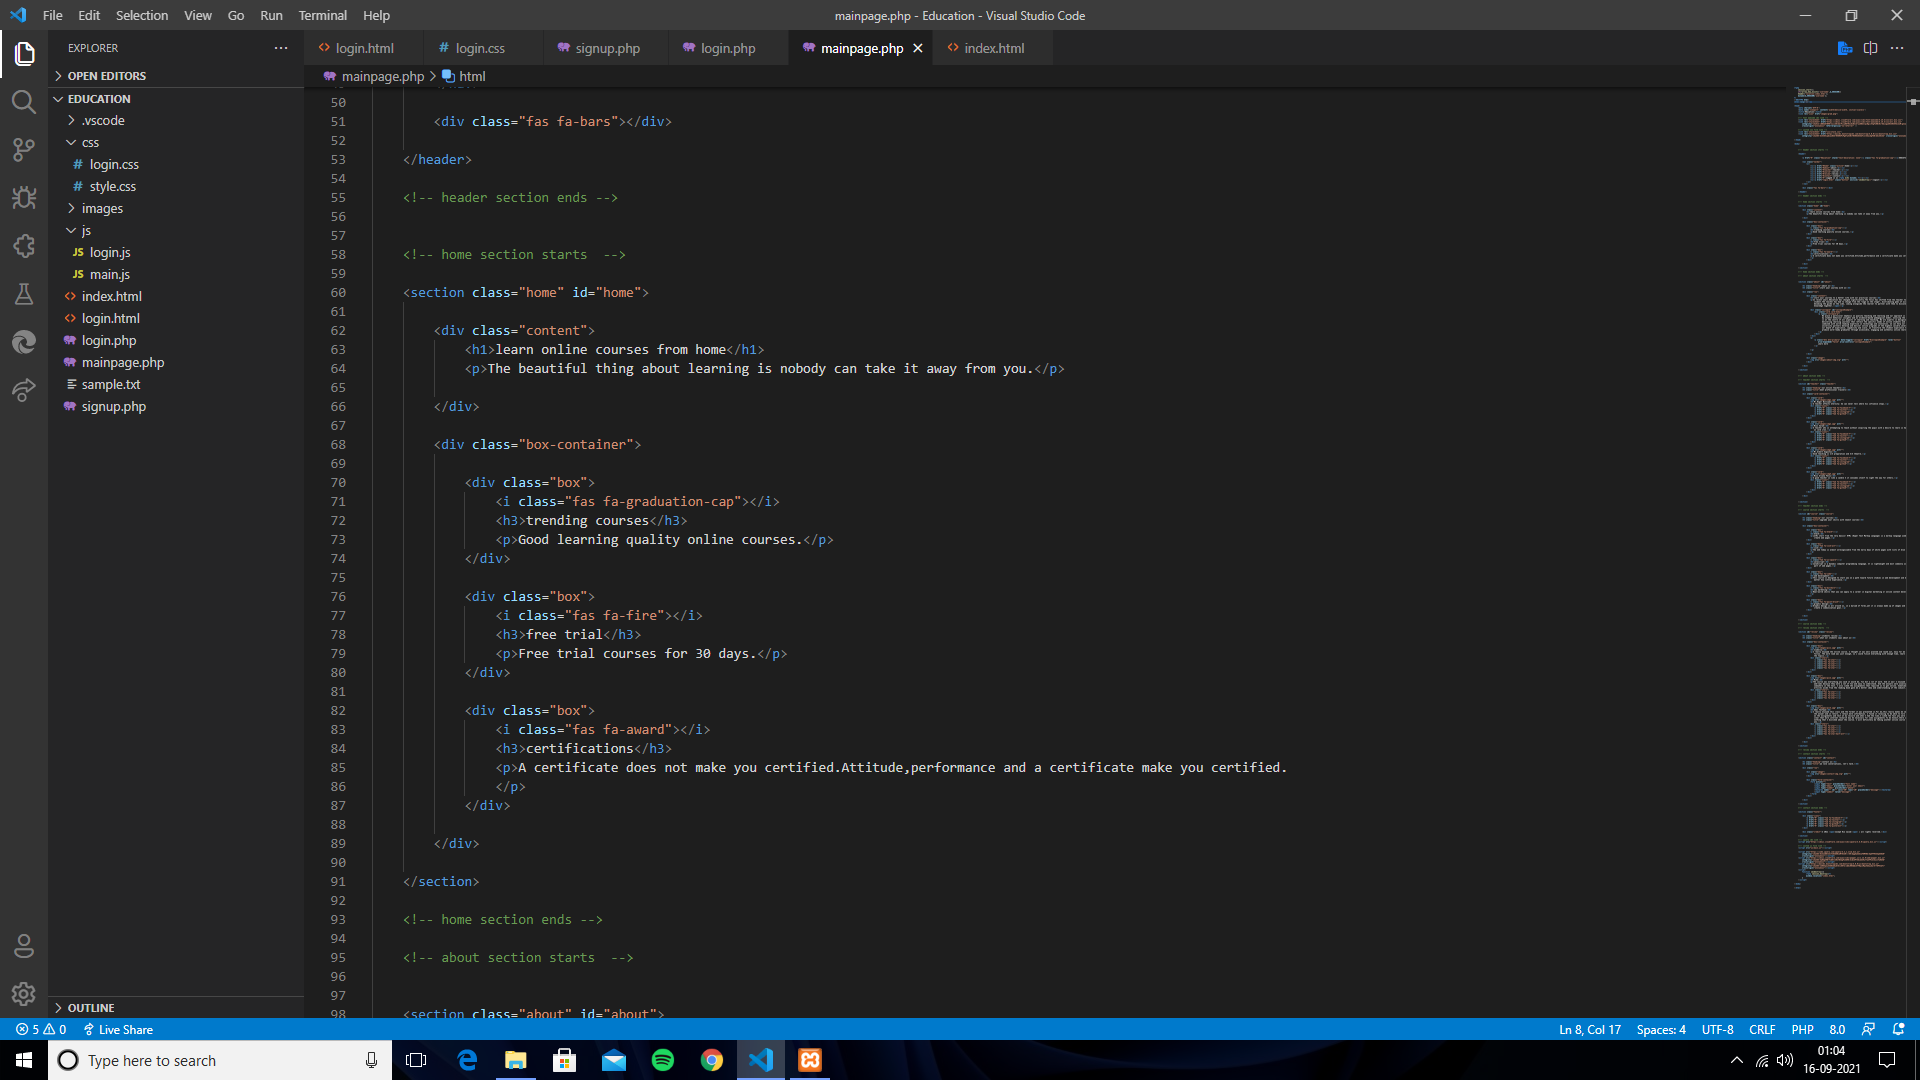 File Edit Selection View Go Run Terminal Help
mainpage.php - Education - Visual Studio Code
EXPLORER
OPEN EDITORS
EDUCATION
.vscode
css
# login.css
# style.css
images
js
JS login.js
JS main.js
<> index.html
<> login.html
login.php
mainpage.php
sample.txt
signup.php
OUTLINE
<> login.html # login.css signup.php login.php mainpage.php <> index.html
mainpage.php > html
50
51 <div class="fas fa-bars"></div>
52
53 </header>
54
55 <!-- header section ends -->
56
57
58 <!-- home section starts  -->
59
60 <section class="home" id="home">
61
62 <div class="content">
63 <h1>learn online courses from home</h1>
64 <p>The beautiful thing about learning is nobody can take it away from you.</p>
65
66 </div>
67
68 <div class="box-container">
69
70 <div class="box">
71 <i class="fas fa-graduation-cap"></i>
72 <h3>trending courses</h3>
73 <p>Good learning quality online courses.</p>
74 </div>
75
76 <div class="box">
77 <i class="fas fa-fire"></i>
78 <h3>free trial</h3>
79 <p>Free trial courses for 30 days.</p>
80 </div>
81
82 <div class="box">
83 <i class="fas fa-award"></i>
84 <h3>certifications</h3>
85 <p>A certificate does not make you certified.Attitude,performance and a certificate make you certified.
86 </p>
87 </div>
88
89 </div>
90
91 </section>
92
93 <!-- home section ends -->
94
95 <!-- about section starts  -->
96
97
98 <section class="about" id="about">
5 0 Live Share
Ln 8, Col 17 Spaces: 4 UTF-8 CRLF PHP 8.0
Type here to search
01:04
16-09-2021